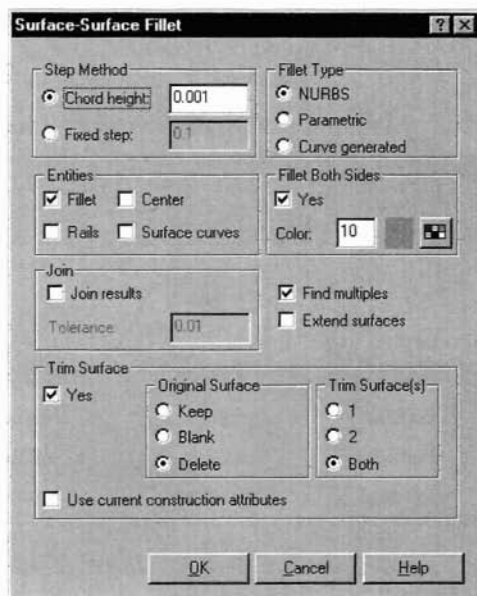 Surface-Surface Fillet
Step Method
Chord height: 0.001
Fixed step: 0.1
Fillet Type
NURBS
Parametric
Curve generated
Entities
Fillet Center
Rails Surface curves
Fillet Both Sides
Yes
Color: 10
Join
Join results
Tolerance 0.01
Find multiples
Extend surfaces
Trim Surface
Yes
Original Surface
Keep
Blank
Delete
Trim Surface(s)
1
2
Both
Use current construction attributes
OK Cancel Help